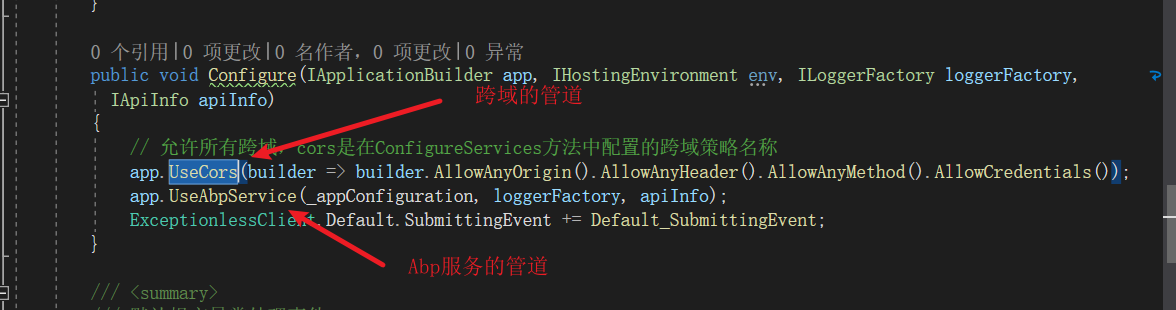 }
0 个引用|0 项更改|0 名作者, 0 项更改|0 异常
public void Configure(IApplicationBuilder app, IHostingEnvironment env, ILoggerFactory loggerFactory,
IApiInfo apiInfo)
跨域的管道
{
// 允许所有跨域, cors是在ConfigureServices方法中配置的跨域策略名称
app.UseCors(builder => builder.AllowAnyOrigin().AllowAnyHeader().AllowAnyMethod().AllowCredentials());
app.UseAbpService(_appConfiguration, loggerFactory, apiInfo);
ExceptionlessClient.Default.SubmittingEvent += Default_SubmittingEvent;
}
Abp服务的管道
/// <summary>